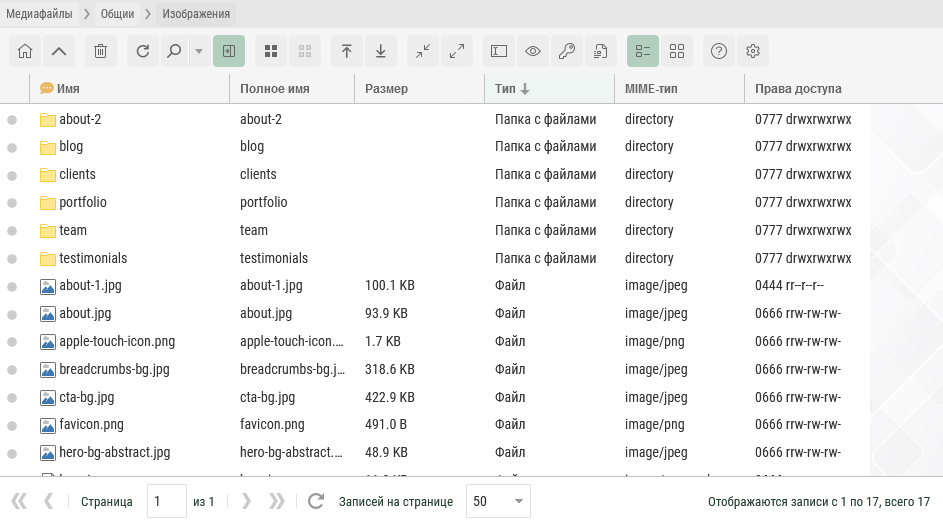 Медиафайлы Общии Изображения
Имя Полное имя Размер Тип MIME-тип Права доступа
about-2 about-2 Папка с файлами directory 0777 drwxrwxrwx
blog blog Папка с файлами directory 0777 drwxrwxrwx
clients clients Папка с файлами directory 0777 drwxrwxrwx
portfolio portfolio Папка с файлами directory 0777 drwxrwxrwx
team team Папка с файлами directory 0777 drwxrwxrwx
testimonials testimonials Папка с файлами directory 0777 drwxrwxrwx
about-1.jpg about-1.jpg 100.1 KB Файл image/jpeg 0444 rr--r--r--
about.jpg about.jpg 93.9 KB Файл image/jpeg 0666 rrw-rw-rw-
apple-touch-icon.png apple-touch-icon.... 1.7 KB Файл image/png 0666 rrw-rw-rw-
breadcrumbs-bg.jpg breadcrumbs-bg.j... 318.6 KB Файл image/jpeg 0666 rrw-rw-rw-
cta-bg.jpg cta-bg.jpg 422.9 KB Файл image/jpeg 0666 rrw-rw-rw-
favicon.png favicon.png 491.0 B Файл image/png 0666 rrw-rw-rw-
hero-bg-abstract.jpg hero-bg-abstract.... 48.9 KB Файл image/jpeg 0666 rrw-rw-rw-
Страница 1 из 1 Записей на странице 50 Отображаются записи с 1 по 17, всего 17